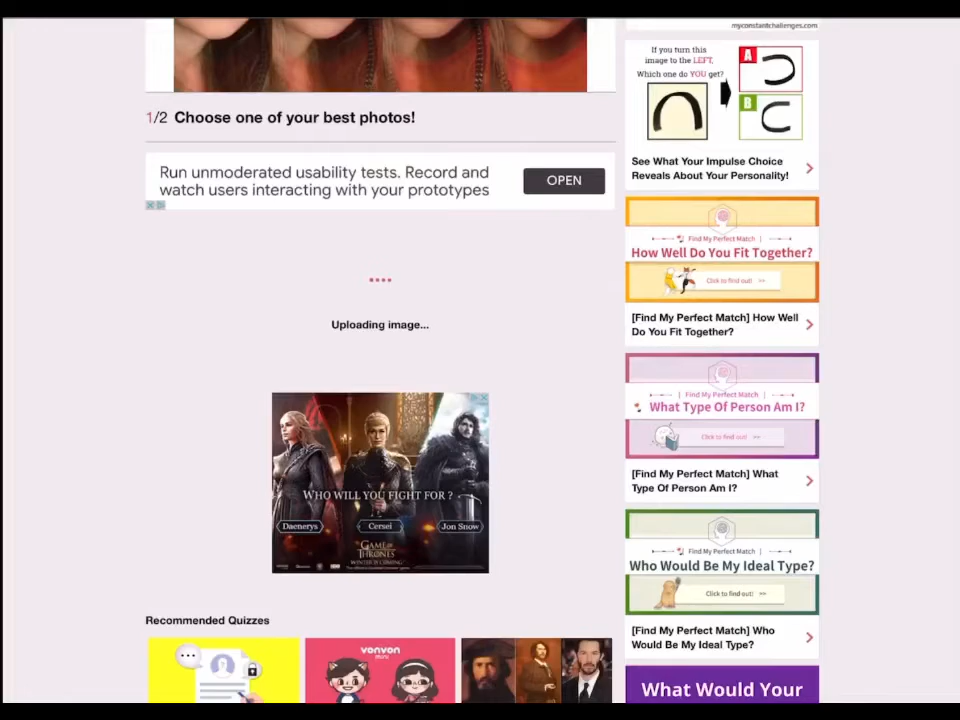 myconstantchallenges.com
1/2 Choose one of your best photos!
Run unmoderated usability tests. Record and
watch users interacting with your prototypes
OPEN
Uploading image...
WHO WILL YOU FIGHT FOR ?
Daenerys
Cersei
Jon Snow
GAME OF
THRONES
WINTER IS COMING
Recommended Quizzes
vonvon
If you turn this
image to the LEFT,
Which one do YOU get?
A
B
See What Your Impulse Choice
Reveals About Your Personality!
Find My Perfect Match
How Well Do You Fit Together?
Click to find out! >>
[Find My Perfect Match] How Well
Do You Fit Together?
Find My Perfect Match
What Type Of Person Am I?
Click to find out! >>
[Find My Perfect Match] What
Type Of Person Am I?
Find My Perfect Match
Who Would Be My Ideal Type?
Click to find out! >>
[Find My Perfect Match] Who
Would Be My Ideal Type?
What Would Your